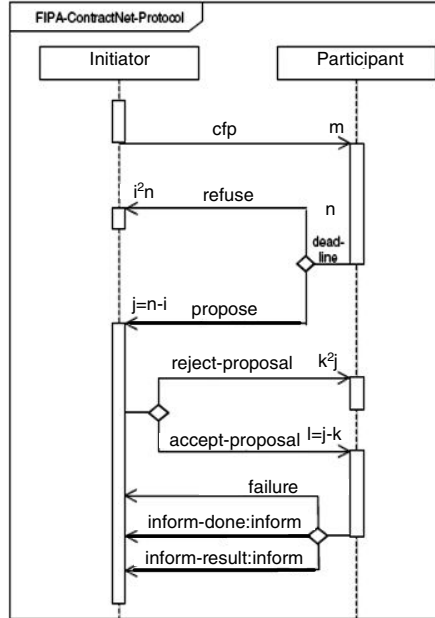 FIPA-ContractNet-Protocol
Initiator
Participant
cfp
m
i²n
refuse
n
dead-
line
j=n-i
propose
reject-proposal
k²j
accept-proposal
l=j-k
failure
inform-done:inform
inform-result:inform